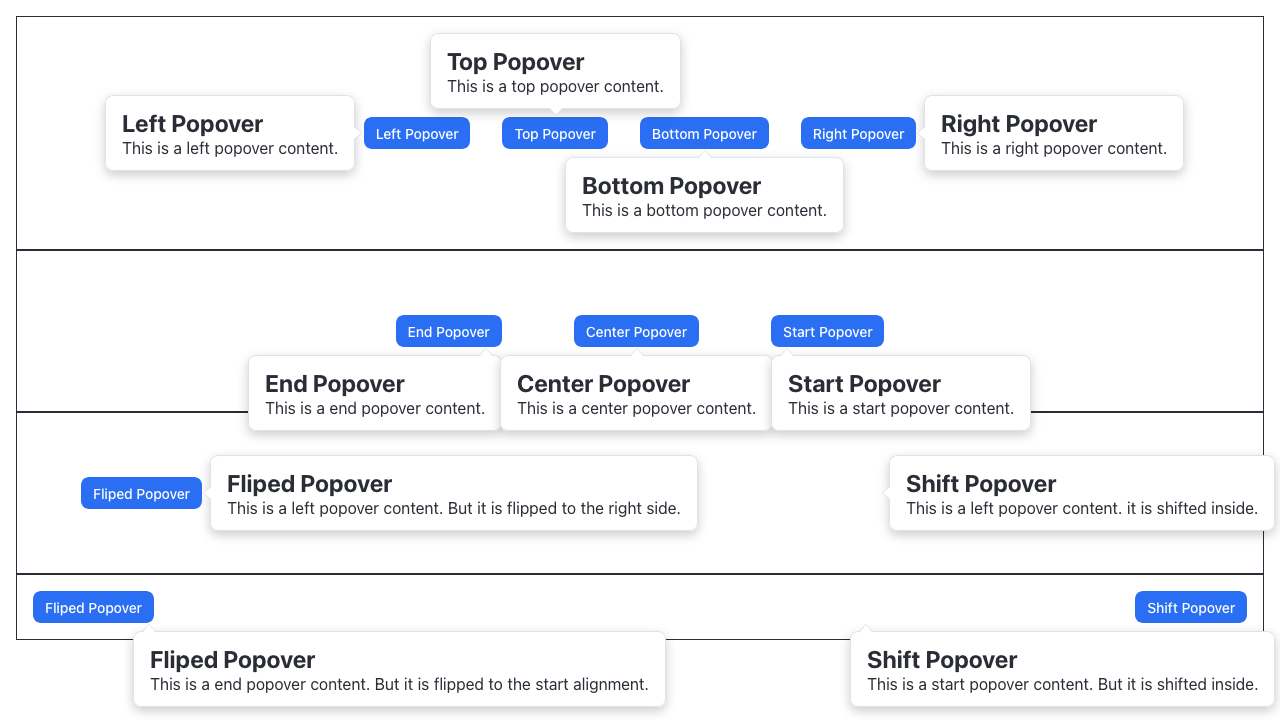 Top Popover
This is a top popover content.
Left Popover
This is a left popover content.
Left Popover
Top Popover
Bottom Popover
Right Popover
Right Popover
This is a right popover content.
Bottom Popover
This is a bottom popover content.
End Popover
Center Popover
Start Popover
End Popover
This is a end popover content.
Center Popover
This is a center popover content.
Start Popover
This is a start popover content.
Fliped Popover
Fliped Popover
This is a left popover content. But it is flipped to the right side.
Shift Popover
This is a left popover content. it is shifted inside.
Fliped Popover
Shift Popover
Fliped Popover
This is a end popover content. But it is flipped to the start alignment.
Shift Popover
This is a start popover content. But it is shifted inside.